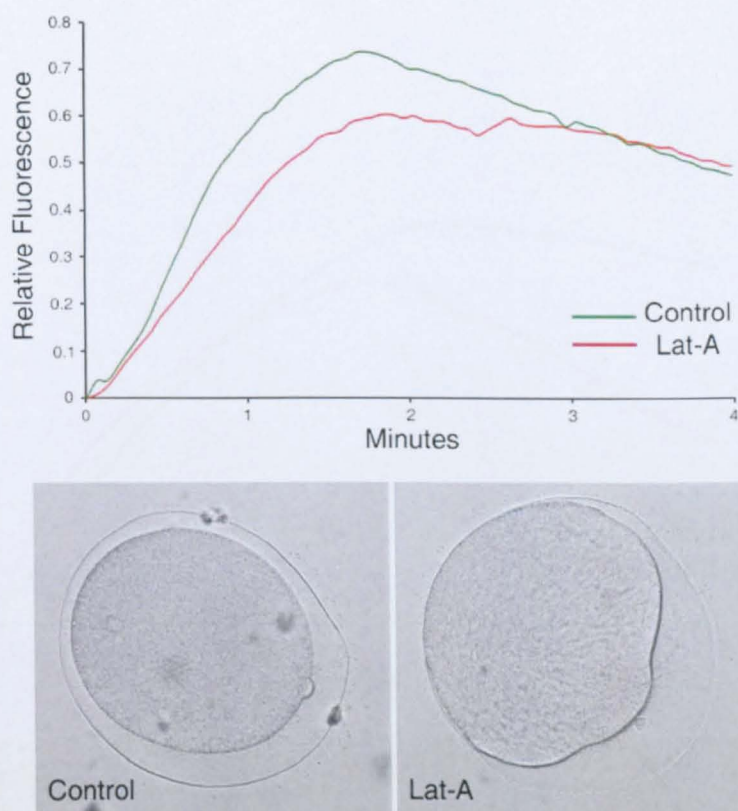 0.8
0.7
0.6
0.5
0.4
0.3
0.2
0.1
0
Relative Fluorescence
0 1 2 3 4
Minutes
Control
Lat-A
Control Lat-A